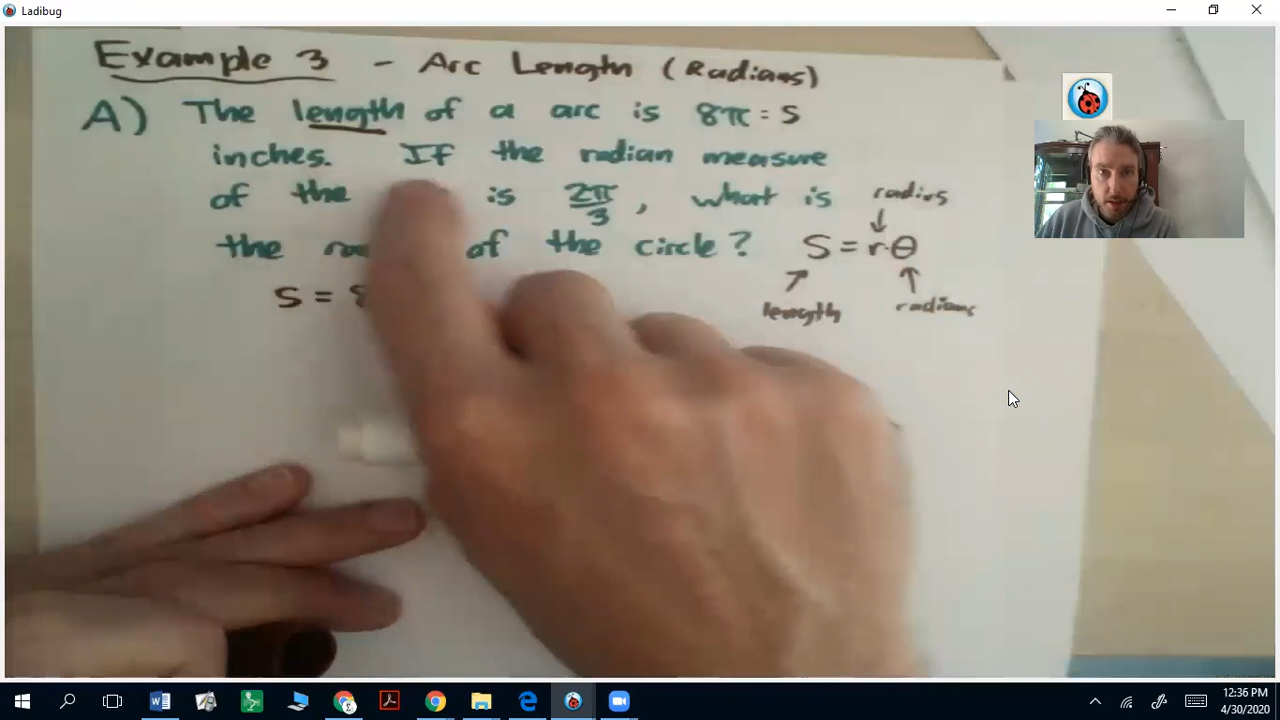 Ladibug
Example 3 - Arc Length (Radians)
A) The length of a arc is 8π = S
inches. If the radian measure
of the is 2π/3, what is
radius
the of the circle?
S = r·θ
S =
length
radians
12:36 PM
4/30/2020